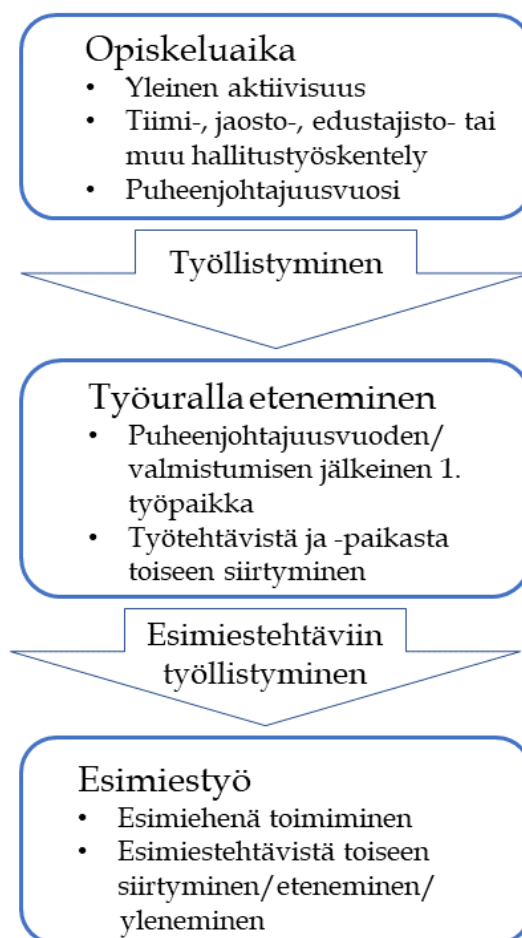 Opiskeluaika
• Yleinen aktiivisuus
• Tiimi-, jaosto-, edustajisto- tai
muu hallitustyöskentely
• Puheenjohtajuusvuosi
Työllistyminen
Työuralla eteneminen
• Puheenjohtajuusvuoden/
valmistumisen jälkeinen 1.
työpaikka
• Työtehtävistä ja -paikasta
toiseen siirtyminen
Esimiestehtäviin
työllistyminen
Esimiestyö
• Esimiehenä toimiminen
• Esimiestehtävistä toiseen
siirtyminen/eteneminen/
yleneminen